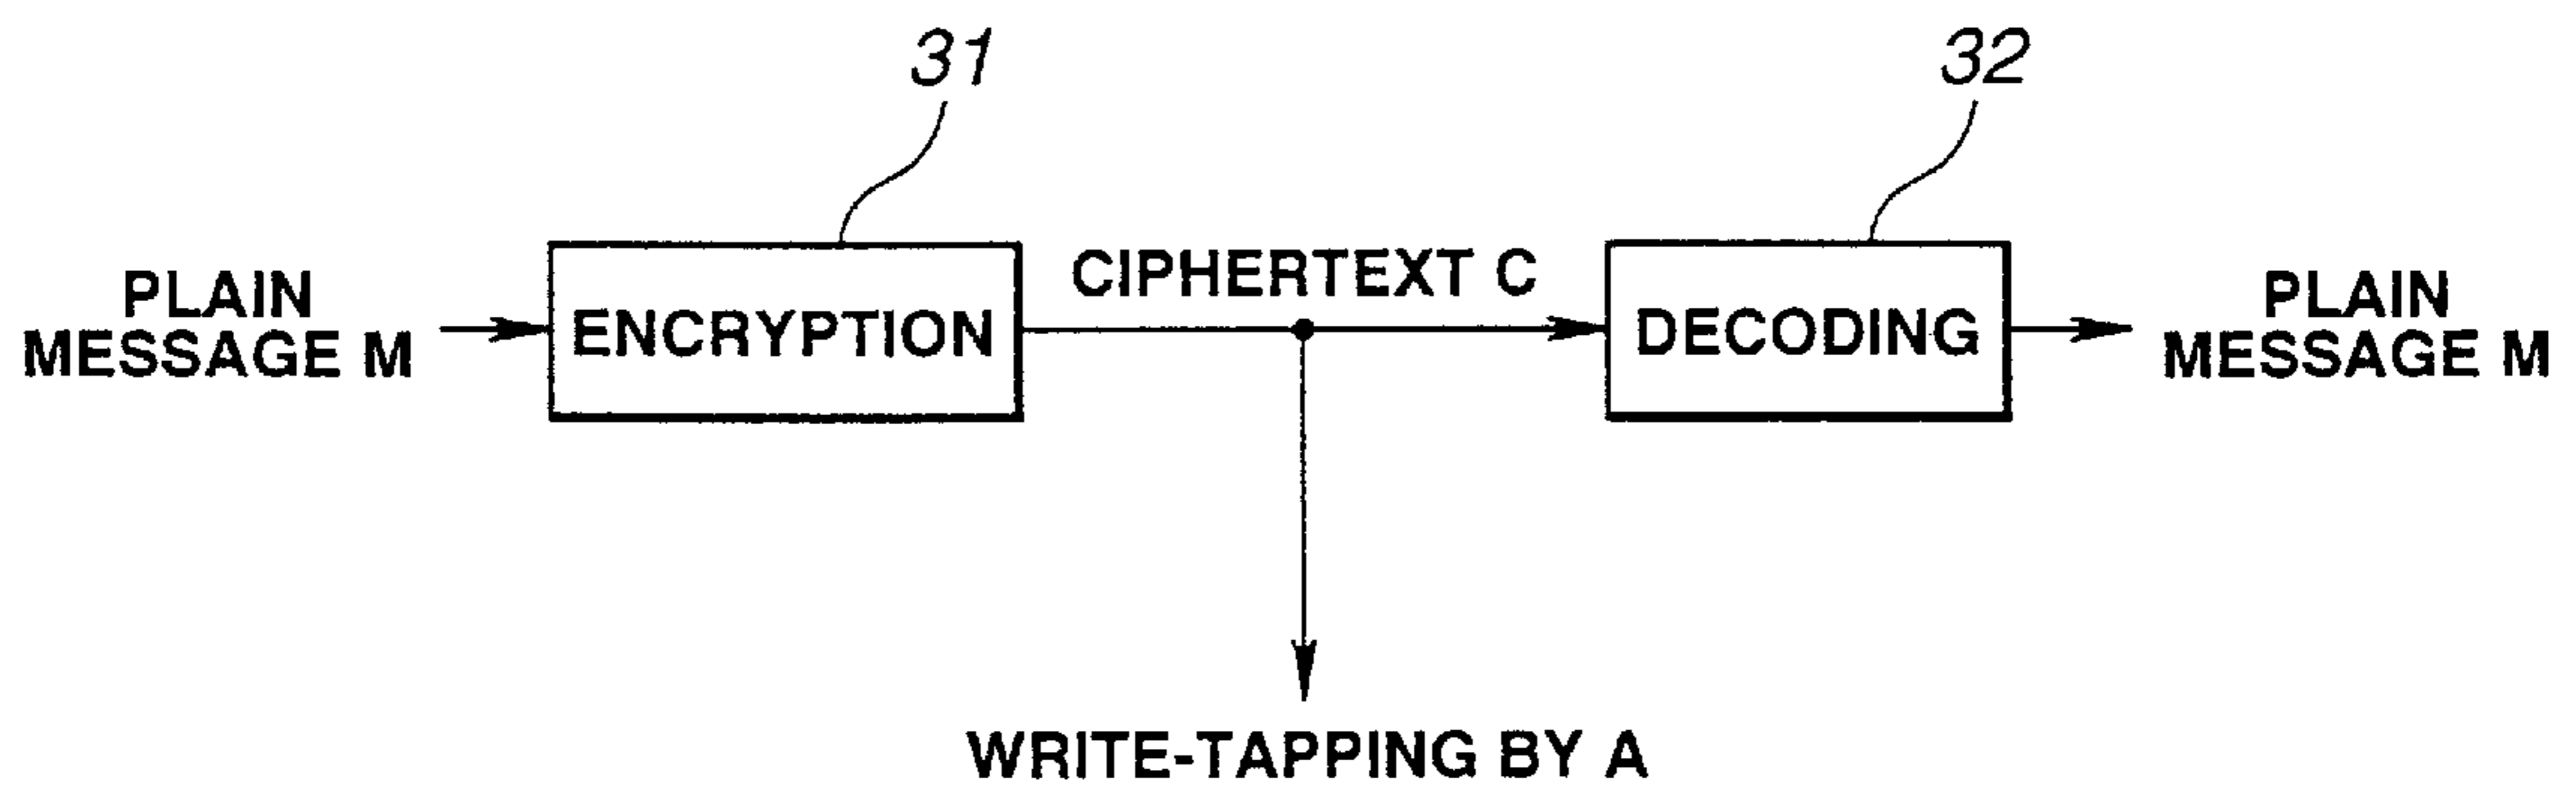 31
32
PLAIN
MESSAGE M
ENCRYPTION
CIPHERTEXT C
DECODING
PLAIN
MESSAGE M
WRITE-TAPPING BY A